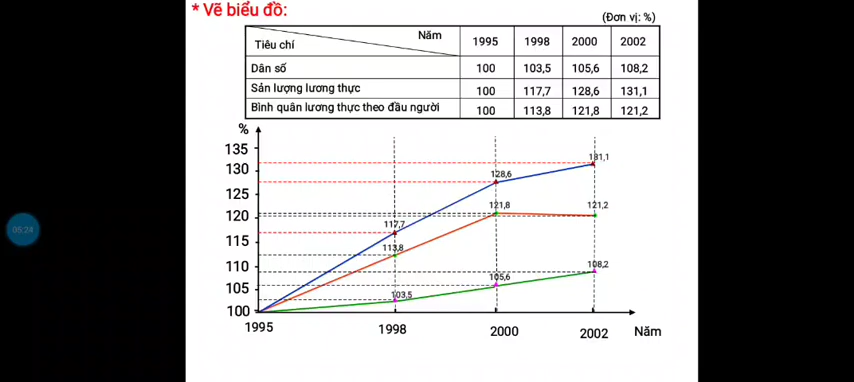 * Vẽ biểu đồ:
(Đơn vị: %)
Năm
Tiêu chí
1995 1998 2000 2002
Dân số 100 103,5 105,6 108,2
Sản lượng lương thực 100 117,7 128,6 131,1
Bình quân lương thực theo đầu người 100 113,8 121,8 121,2
%
135
130
125
120
115
110
105
100
131,1
128,6
121,8
121,2
117,7
113,8
108,2
105,6
103,5
1995 1998 2000 2002 Năm
05:24